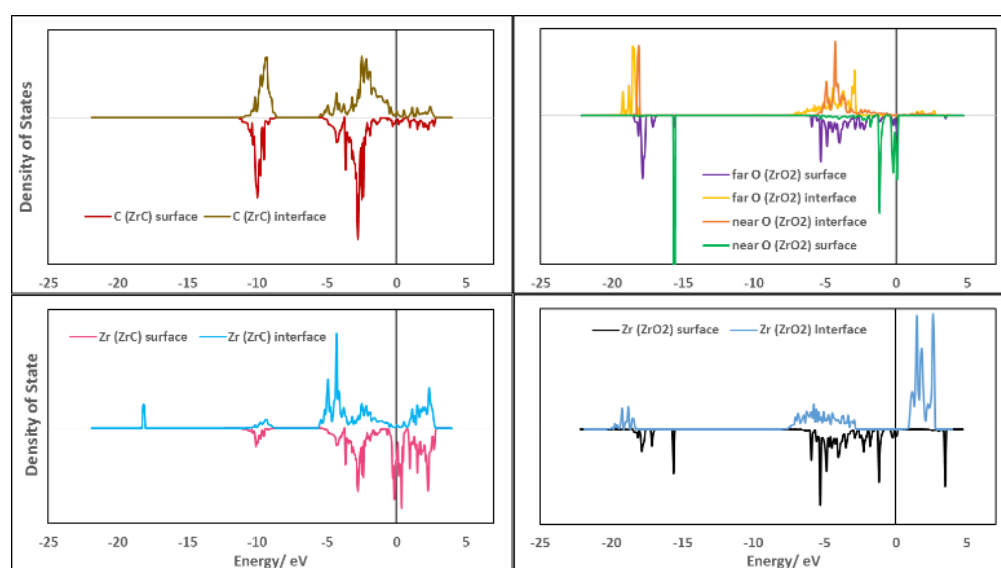 Density of States
C (ZrC) surface C (ZrC) interface
-25 -20 -15 -10 -5 0 5
far O (ZrO2) surface
far O (ZrO2) interface
near O (ZrO2) interface
near O (ZrO2) surface
-25 -20 -15 -10 -5 0 5
Density of State
Zr (ZrC) surface Zr (ZrC) interface
-25 -20 -15 -10 -5 0 5
Energy/ eV
Zr (ZrO2) surface Zr (ZrO2) Interface
-25 -20 -15 -10 -5 0 5
Energy/ eV